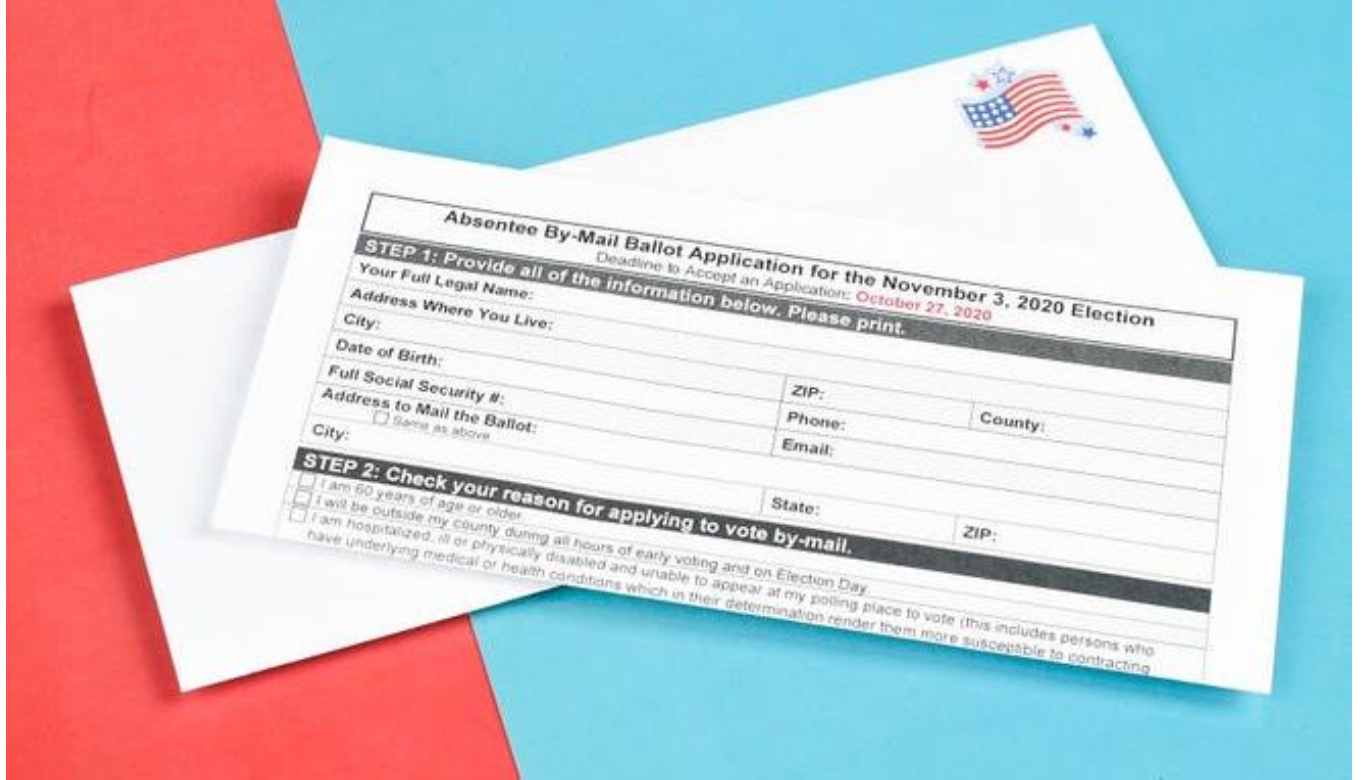 Absentee By-Mail Ballot Application for the November 3, 2020 Election
Deadline to Accept an Application: October 27, 2020
STEP 1: Provide all of the information below. Please print.
Your Full Legal Name:
Address Where You Live:
City:
ZIP:
County:
Date of Birth:
Phone:
Full Social Security #:
Email:
Address to Mail the Ballot:
Same as above
City:
State:
ZIP:
STEP 2: Check your reason for applying to vote by-mail.
I am 60 years of age or older
I will be outside my county during all hours of early voting and on Election Day
I am hospitalized, ill or physically disabled and unable to appear at my polling place to vote (this includes persons who
have underlying medical or health conditions which in their determination render them more susceptible to contracting